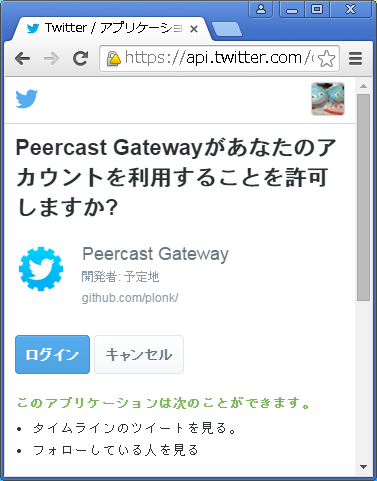 Twitter / アプリケーショ
https://api.twitter.com/
Peercast Gatewayがあなたのア
カウントを利用することを許可
しますか?
Peercast Gateway
開発者: 予定地
github.com/plonk/
ログイン キャンセル
このアプリケーションは次のことができます。
• タイムラインのツイートを見る。
• フォローしている人を見る